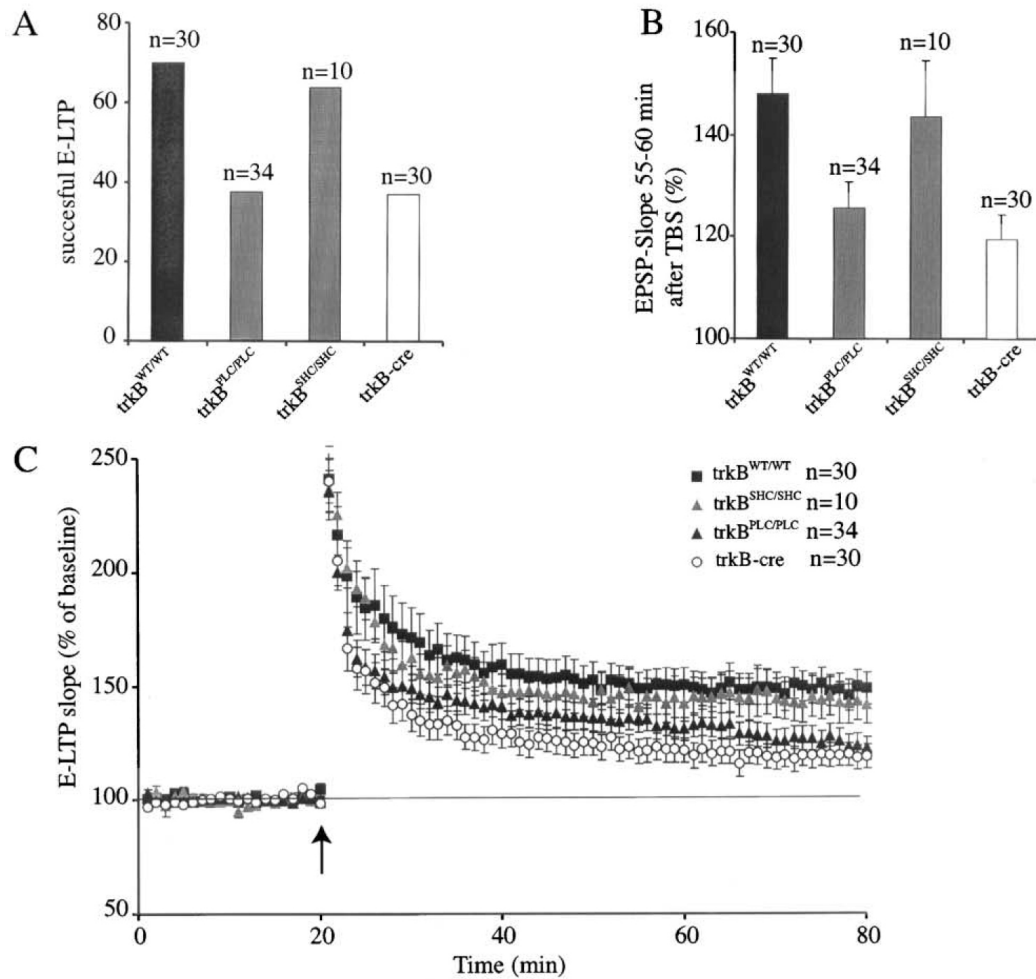 A
80
60
40
20
0
succesful E-LTP
n=30
n=34
n=10
n=30
trkB^WT/WT
trkB^PLC/PLC
trkB^SHC/SHC
trkB-cre
B
160
140
120
100
EPSP-Slope 55-60 min
after TBS (%)
n=30
n=34
n=10
n=30
trkB^WT/WT
trkB^PLC/PLC
trkB^SHC/SHC
trkB-cre
C
250
200
150
100
50
E-LTP slope (% of baseline)
trkB^WT/WT n=30
trkB^SHC/SHC n=10
trkB^PLC/PLC n=34
trkB-cre n=30
0 20 40 60 80
Time (min)